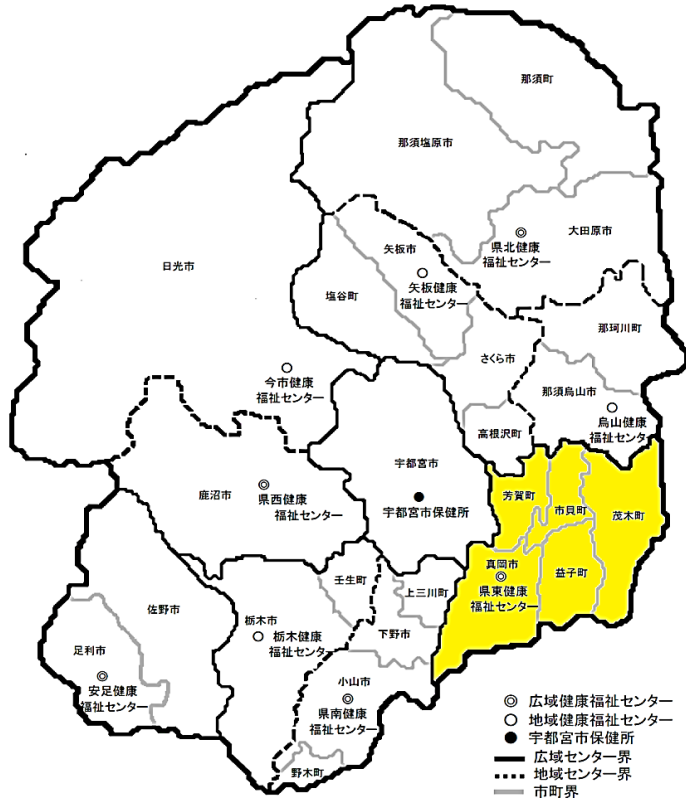 那須町
那須塩原市
大田原市
県北健康
福祉センター
矢板市
矢板健康
福祉センター
日光市
塩谷町
那珂川町
さくら市
今市健康
福祉センター
那須烏山市
烏山健康
福祉センター
高根沢町
宇都宮市
宇都宮市保健所
鹿沼市
県西健康
福祉センター
芳賀町
市貝町
茂木町
真岡市
県東健康
福祉センター
益子町
壬生町
上三川町
佐野市
栃木市
栃木健康
福祉センター
下野市
足利市
安足健康
福祉センター
小山市
県南健康
福祉センター
野木町
広域健康福祉センター
地域健康福祉センター
宇都宮市保健所
広域センター界
地域センター界
市町界